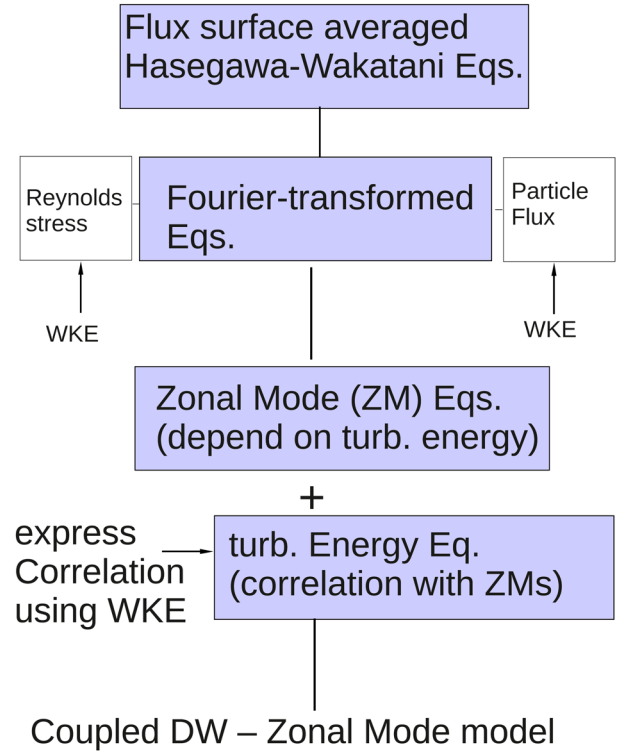 Flux surface averaged
Hasegawa-Wakatani Eqs.
Reynolds
stress
Fourier-transformed
Eqs.
Particle
Flux
WKE
WKE
Zonal Mode (ZM) Eqs.
(depend on turb. energy)
+
express
Correlation
using WKE
turb. Energy Eq.
(correlation with ZMs)
Coupled DW – Zonal Mode model